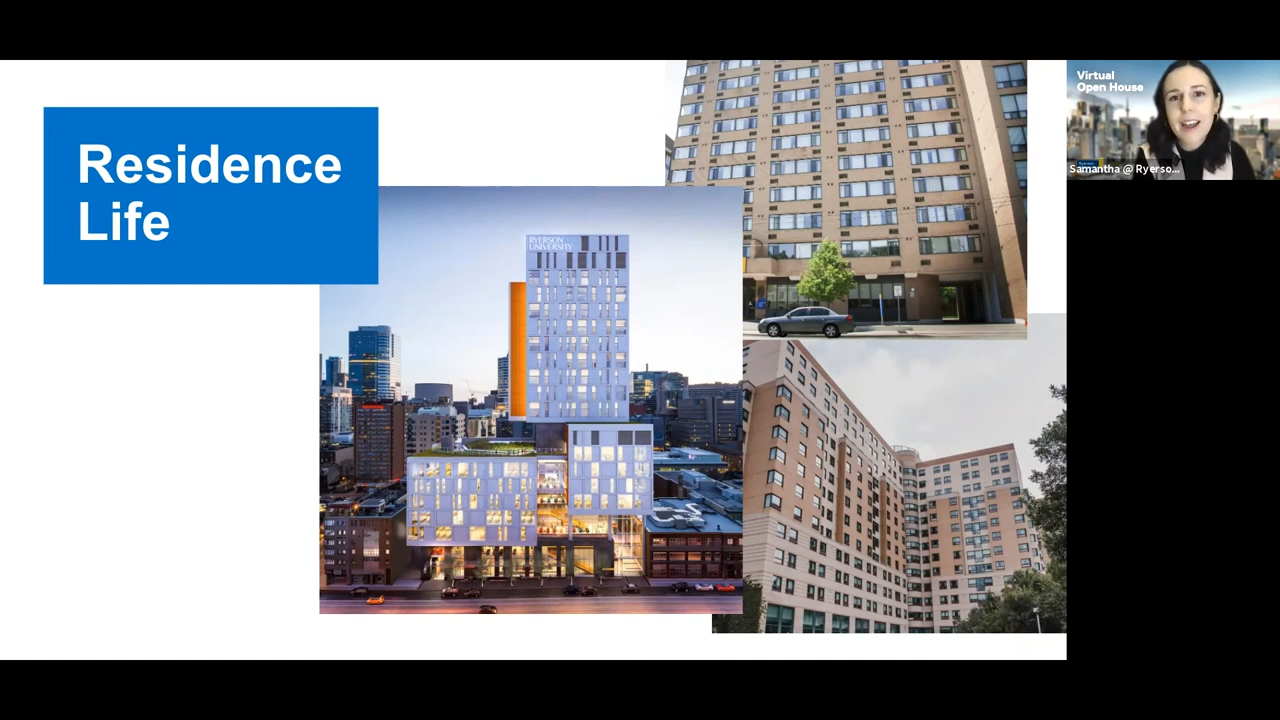 Residence
Life
RYERSON
UNIVERSITY
Virtual
Open House
Samantha @ Ryerso...